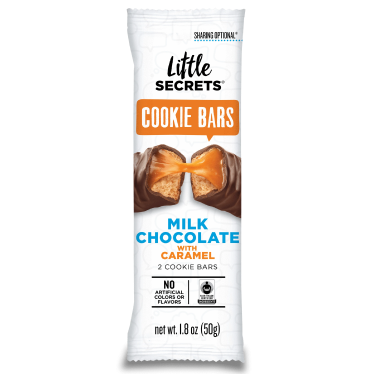 SHARING OPTIONAL™
Little
SECRETS®
COOKIE BARS
MILK
CHOCOLATE
WITH
CARAMEL
2 COOKIE BARS
NO
ARTIFICIAL
COLORS OR
FLAVORS
net wt. 1.8 oz (50g)